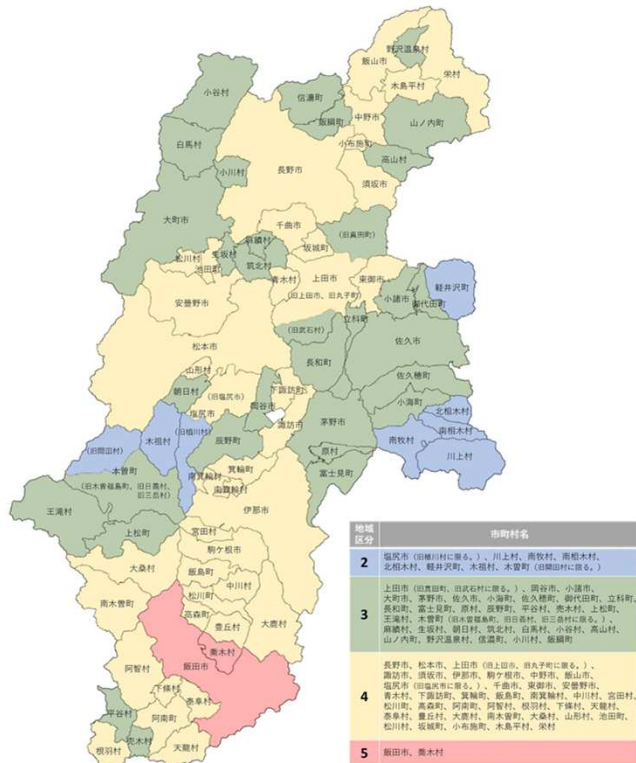 野沢温泉村
飯山市
栄村
小谷村
信濃町
木島平村
飯綱町
中野市
山ノ内町
白馬村
小布施町
小川村
高山村
長野市
須坂市
大町市
千曲市
(旧真田町)
麻績村
坂城町
生坂村
松川村
筑北村
池田町
青木村
上田市
東御市
軽井沢町
(旧上田市、旧丸子町)
小諸市
御代田町
安曇野市
立科町
(旧武石村)
佐久市
松本市
長和町
山形村
佐久穂町
朝日村
(旧塩尻市)
下諏訪町
小海町
岡谷市
北相木村
塩尻市
茅野市
木祖村
(旧楢川村)
諏訪市
南相木村
(旧開田村)
辰野町
南牧村
原村
川上村
木曽町
箕輪町
富士見町
南箕輪村
(旧木曽福島町、旧日義村、
旧三岳村)
南箕輪村
王滝村
伊那市
上松町
宮田村
駒ケ根市
大桑村
飯島町
中川村
南木曽町
松川町
高森町
大鹿村
豊丘村
喬木村
阿智村
飯田市
下條村
泰阜村
平谷村
阿南町
売木村
天龍村
根羽村
地域
区分
市町村名
2
塩尻市(旧楢川村に限る。)、川上村、南牧村、南相木村、
北相木村、軽井沢町、木祖村、木曽町(旧開田村に限る。)
3
上田市(旧真田町、旧武石村に限る。)、岡谷市、小諸市、
大町市、茅野市、佐久市、小海町、佐久穂町、御代田町、立科町、
長和町、富士見町、原村、辰野町、平谷村、売木村、上松町、
王滝村、木曽町(旧木曽福島町、旧日義村、旧三岳村に限る。)、
麻績村、生坂村、朝日村、筑北村、白馬村、小谷村、高山村、
山ノ内町、野沢温泉村、信濃町、小川村、飯綱町
4
長野市、松本市、上田市(旧上田市、旧丸子町に限る。)、
諏訪市、須坂市、伊那市、駒ケ根市、中野市、飯山市、
塩尻市(旧塩尻市に限る。)、千曲市、東御市、安曇野市、
青木村、下諏訪町、箕輪町、飯島町、南箕輪村、中川村、宮田村、
松川町、高森町、阿南町、阿智村、根羽村、下條村、天龍村、
泰阜村、豊丘村、大鹿村、南木曽町、大桑村、山形村、池田町、
松川村、坂城町、小布施町、木島平村、栄村
5
飯田市、喬木村